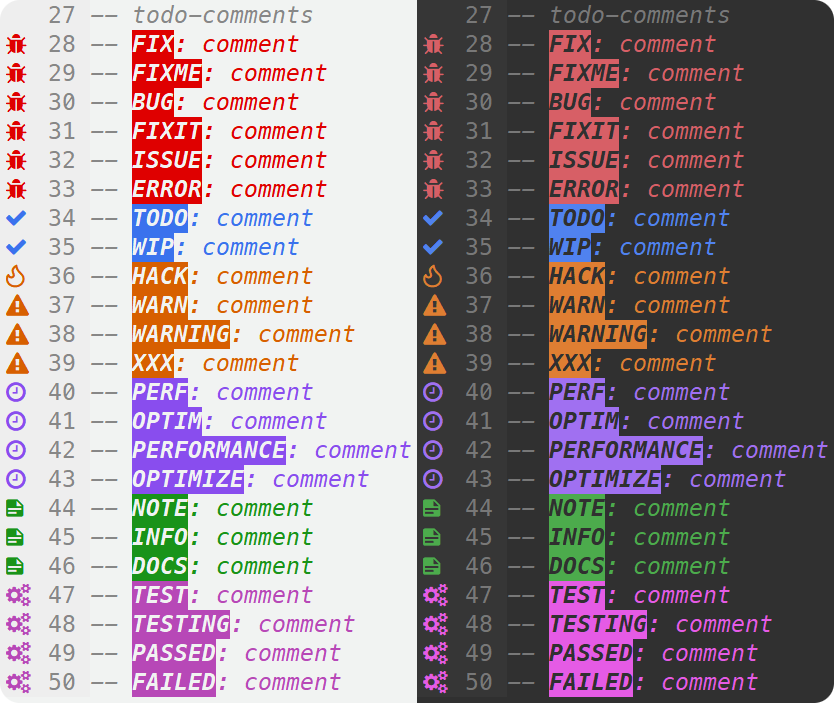 27 -- todo-comments
28 -- FIX: comment
29 -- FIXME: comment
30 -- BUG: comment
31 -- FIXIT: comment
32 -- ISSUE: comment
33 -- ERROR: comment
34 -- TODO: comment
35 -- WIP: comment
36 -- HACK: comment
37 -- WARN: comment
38 -- WARNING: comment
39 -- XXX: comment
40 -- PERF: comment
41 -- OPTIM: comment
42 -- PERFORMANCE: comment
43 -- OPTIMIZE: comment
44 -- NOTE: comment
45 -- INFO: comment
46 -- DOCS: comment
47 -- TEST: comment
48 -- TESTING: comment
49 -- PASSED: comment
50 -- FAILED: comment
27 -- todo-comments
28 -- FIX: comment
29 -- FIXME: comment
30 -- BUG: comment
31 -- FIXIT: comment
32 -- ISSUE: comment
33 -- ERROR: comment
34 -- TODO: comment
35 -- WIP: comment
36 -- HACK: comment
37 -- WARN: comment
38 -- WARNING: comment
39 -- XXX: comment
40 -- PERF: comment
41 -- OPTIM: comment
42 -- PERFORMANCE: comment
43 -- OPTIMIZE: comment
44 -- NOTE: comment
45 -- INFO: comment
46 -- DOCS: comment
47 -- TEST: comment
48 -- TESTING: comment
49 -- PASSED: comment
50 -- FAILED: comment